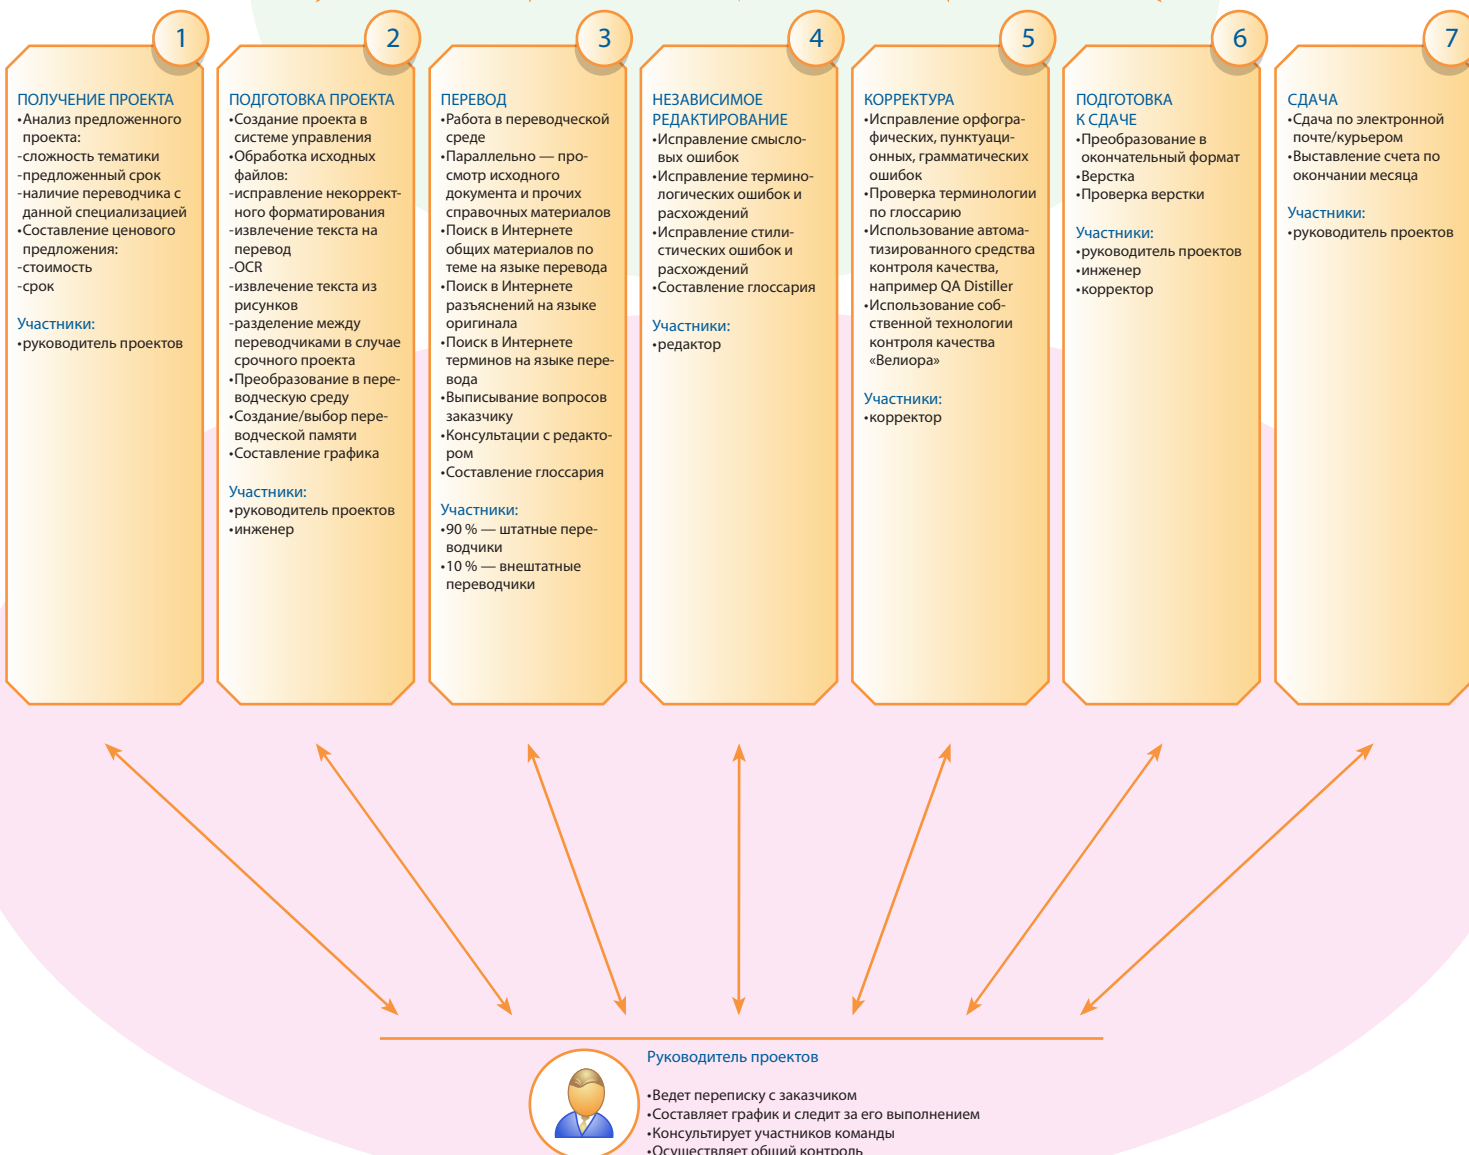 1
ПОЛУЧЕНИЕ ПРОЕКТА
•Анализ предложенного
проекта:
-сложность тематики
-предложенный срок
-наличие переводчика с
данной специализацией
•Составление ценового
предложения:
-стоимость
-срок
Участники:
•руководитель проектов
2
ПОДГОТОВКА ПРОЕКТА
•Создание проекта в
системе управления
•Обработка исходных
файлов:
-исправление некоррект-
ного форматирования
-извлечение текста на
перевод
-OCR
-извлечение текста из
рисунков
-разделение между
переводчиками в случае
срочного проекта
•Преобразование в пере-
водческую среду
•Создание/выбор пере-
водческой памяти
•Составление графика
Участники:
•руководитель проектов
•инженер
3
ПЕРЕВОД
•Работа в переводческой
среде
•Параллельно — про-
смотр исходного
документа и прочих
справочных материалов
•Поиск в Интернете
общих материалов по
теме на языке перевода
•Поиск в Интернете
разъяснений на языке
оригинала
•Поиск в Интернете
терминов на языке пере-
вода
•Выписывание вопросов
заказчику
•Консультации с редакто-
ром
•Составление глоссария
Участники:
•90 % — штатные пере-
водчики
•10 % — внештатные
переводчики
4
НЕЗАВИСИМОЕ
РЕДАКТИРОВАНИЕ
•Исправление смысло-
вых ошибок
•Исправление термино-
логических ошибок и
расхождений
•Исправление стили-
стических ошибок и
расхождений
•Составление глоссария
Участники:
•редактор
5
КОРРЕКТУРА
•Исправление орфогра-
фических, пунктуаци-
онных, грамматических
ошибок
•Проверка терминологии
по глоссарию
•Использование автома-
тизированного средства
контроля качества,
например QA Distiller
•Использование соб-
ственной технологии
контроля качества
«Велиора»
Участники:
•корректор
6
ПОДГОТОВКА
К СДАЧЕ
•Преобразование в
окончательный формат
•Верстка
•Проверка верстки
Участники:
•руководитель проектов
•инженер
•корректор
7
СДАЧА
•Сдача по электронной
почте/курьером
•Выставление счета по
окончании месяца
Участники:
•руководитель проектов
Руководитель проектов
•Ведет переписку с заказчиком
•Составляет график и следит за его выполнением
•Консультирует участников команды
•Осуществляет общий контроль